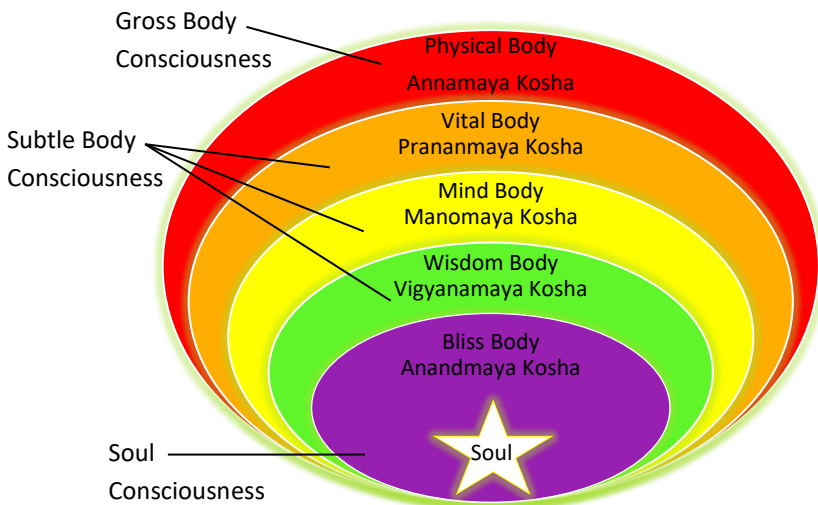 Gross Body
Consciousness
Physical Body
Annamaya Kosha
Vital Body
Prananmaya Kosha
Subtle Body
Consciousness
Mind Body
Manomaya Kosha
Wisdom Body
Vigyanamaya Kosha
Bliss Body
Anandmaya Kosha
Soul
Soul
Consciousness